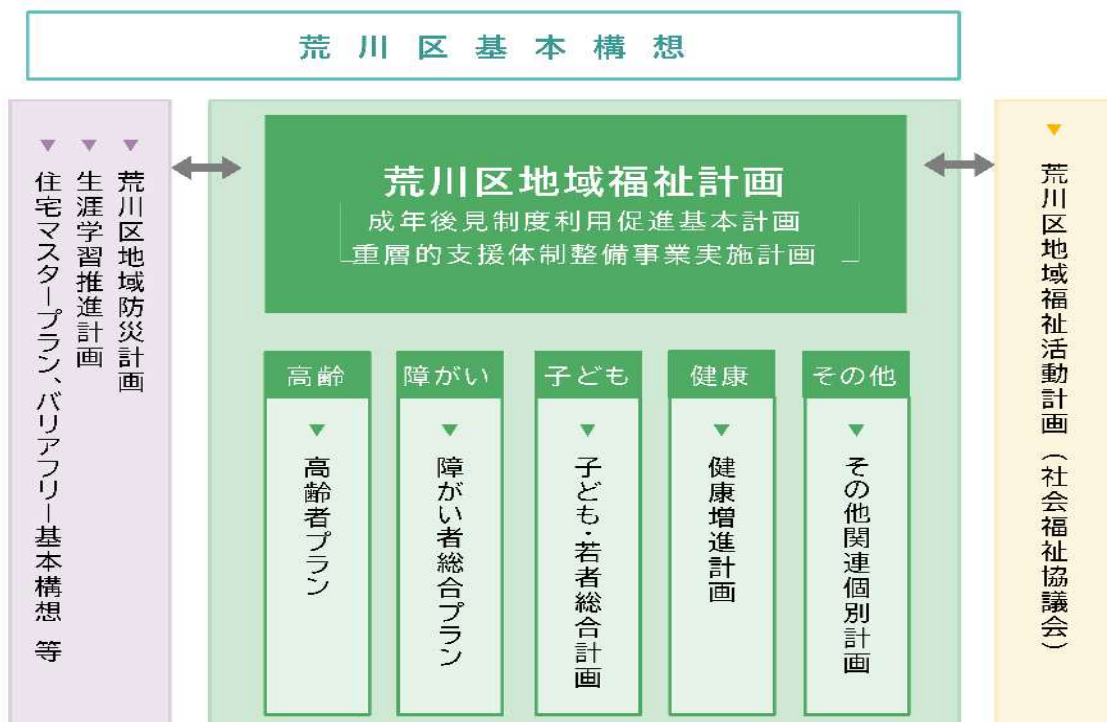 荒川区基本構想
▼ 荒川区地域防災計画
▼ 生涯学習推進計画
▼ 住宅マスタープラン、バリアフリー基本構想 等
荒川区地域福祉計画
成年後見制度利用促進基本計画
重層的支援体制整備事業実施計画
高齢
▼ 高齢者プラン
障がい
▼ 障がい者総合プラン
子ども
▼ 子ども・若者総合計画
健康
▼ 健康増進計画
その他
▼ その他関連個別計画
▼ 荒川区地域福祉活動計画（社会福祉協議会）